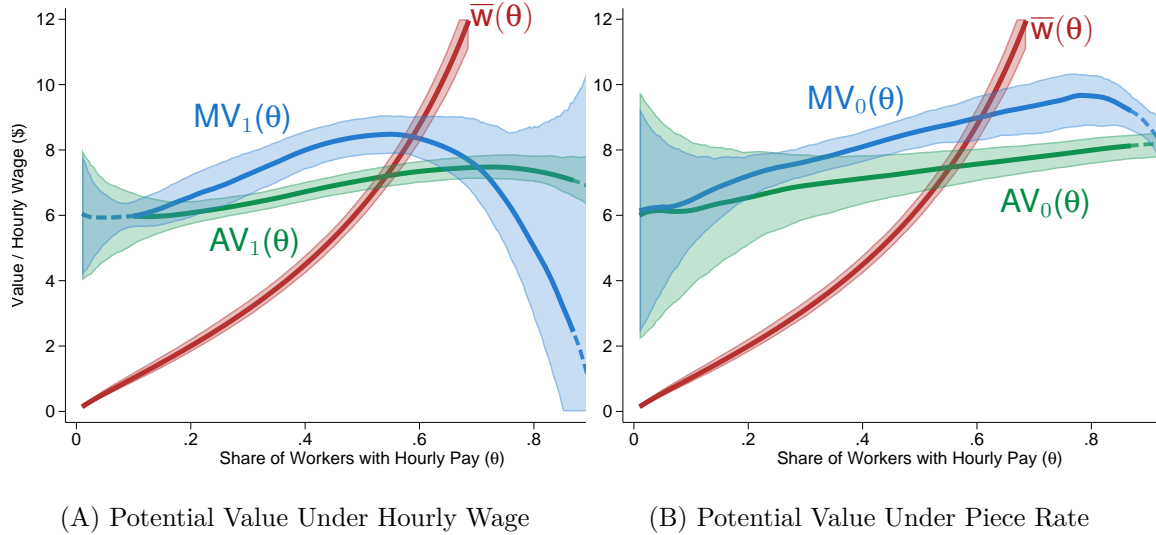 12
10
8
6
4
2
0
Value / Hourly Wage ($)
w̅(θ)
MV₁(θ)
AV₁(θ)
0 .2 .4 .6 .8
Share of Workers with Hourly Pay (θ)
(A) Potential Value Under Hourly Wage
12
10
8
6
4
2
0
w̅(θ)
MV₀(θ)
AV₀(θ)
0 .2 .4 .6 .8
Share of Workers with Hourly Pay (θ)
(B) Potential Value Under Piece Rate